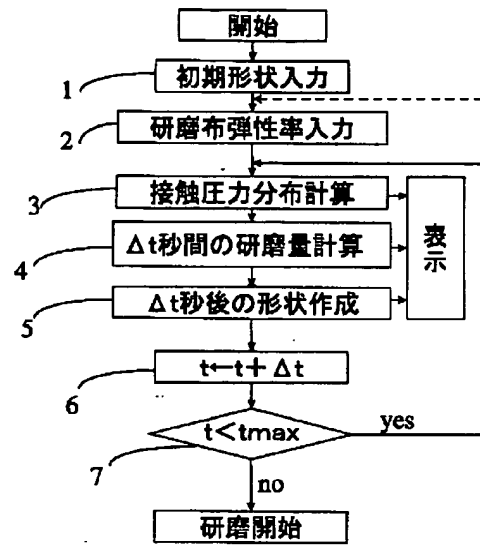 開始
1
初期形状入力
2
研磨布弾性率入力
3
接触圧力分布計算
表示
4
Δt秒間の研磨量計算
5
Δt秒後の形状作成
6
t←t+Δt
7
t<tmax
yes
no
研磨開始